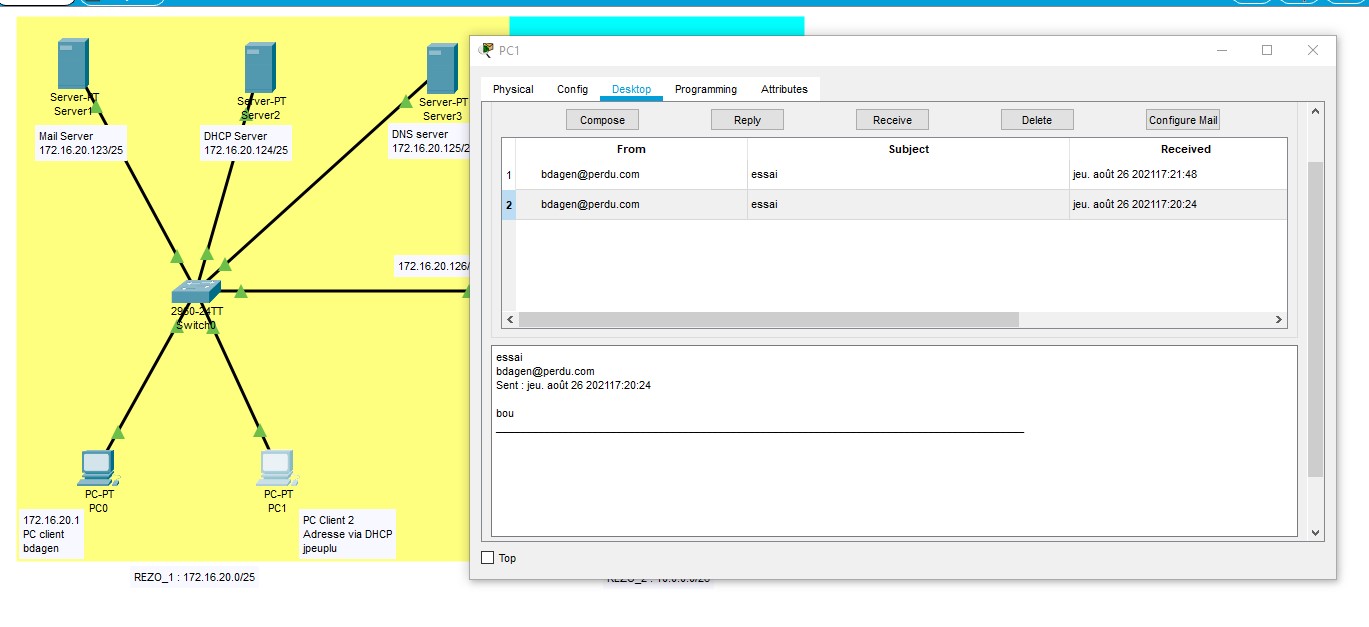 Server-PT
Server1
Mail Server
172.16.20.123/25
Server-PT
Server2
DHCP Server
172.16.20.124/25
Server-PT
Server3
DNS server
172.16.20.125/2
172.16.20.126/
2950-24TT
Switch0
PC-PT
PC0
172.16.20.1
PC client
bdagen
PC-PT
PC1
PC Client 2
Adresse via DHCP
jpeuplu
REZO_1 : 172.16.20.0/25
PC1
Physical Config Desktop Programming Attributes
Compose Reply Receive Delete Configure Mail
From Subject Received
1 bdagen@perdu.com essai jeu. août 26 202117:21:48
2 bdagen@perdu.com essai jeu. août 26 202117:20:24
essai
bdagen@perdu.com
Sent : jeu. août 26 202117:20:24
bou
Top